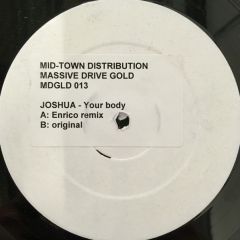 MID-TOWN DISTRIBUTION
MASSIVE DRIVE GOLD
MDGLD 013
JOSHUA - Your body
A: Enrico remix
B: original